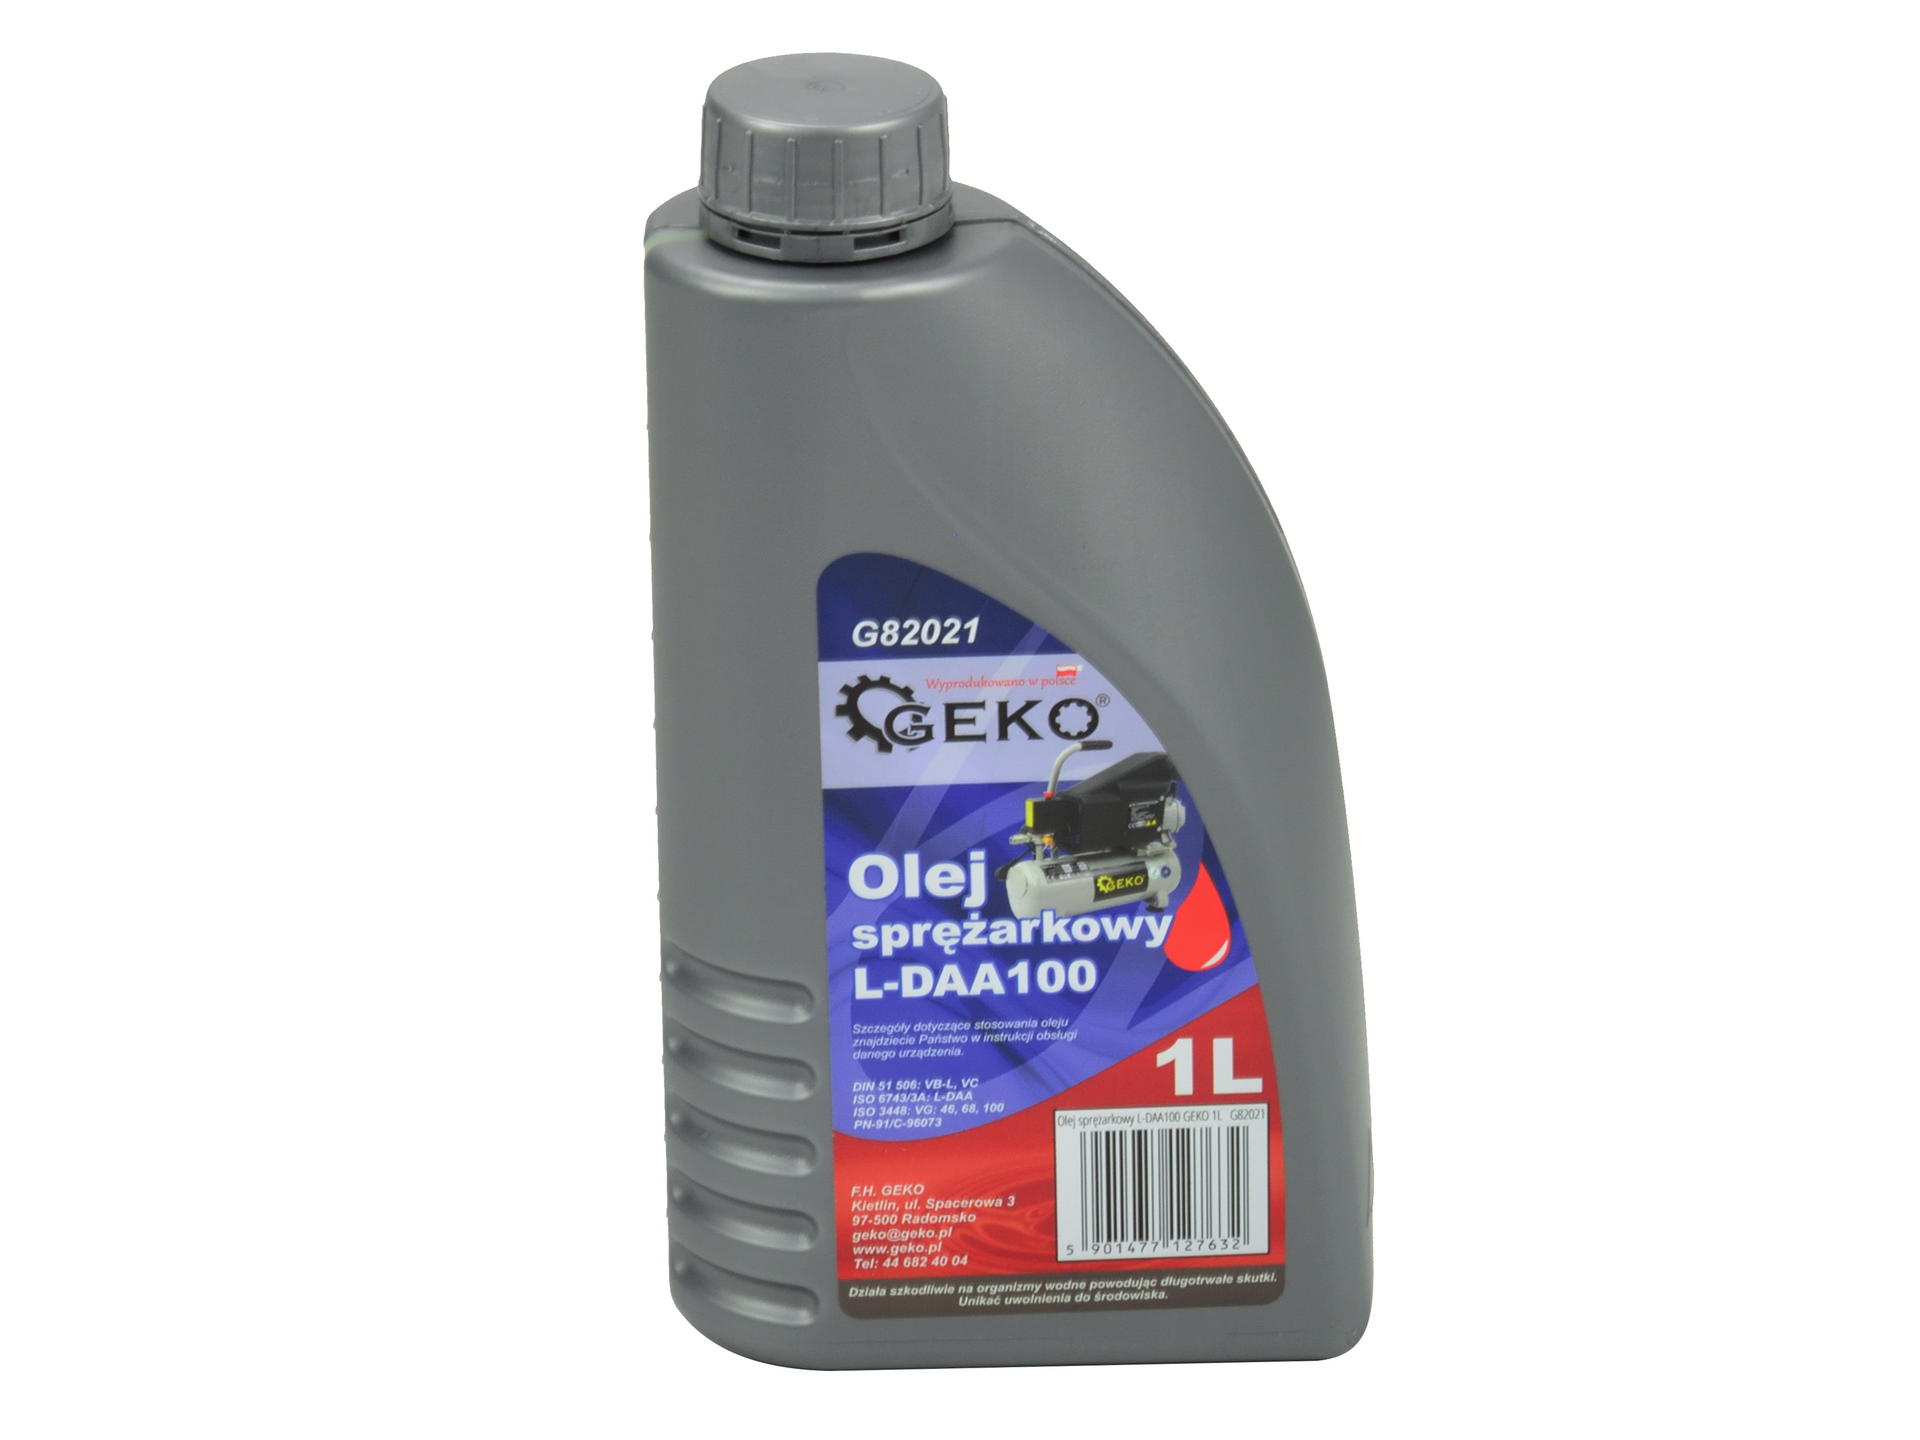 G82021
Wyprodukowano w polsce
GEKO®
GEKO
Olej
sprężarkowy
L-DAA100
Szczegóły dotyczące stosowania oleju
znajdziecie Państwo w instrukcji obsługi
danego urządzenia.
1L
DIN 51 506: VB-L, VC
ISO 6743/3A: L-DAA
ISO 3448: VG: 46, 68, 100
PN-91/C-96073
Olej sprężarkowy L-DAA100 GEKO 1L G82021
5 901477 127632
F.H. GEKO
Kietlin, ul. Spacerowa 3
97-500 Radomsko
geko@geko.pl
www.geko.pl
Tel: 44 682 40 04
Działa szkodliwie na organizmy wodne powodując długotrwałe skutki.
Unikać uwolnienia do środowiska.